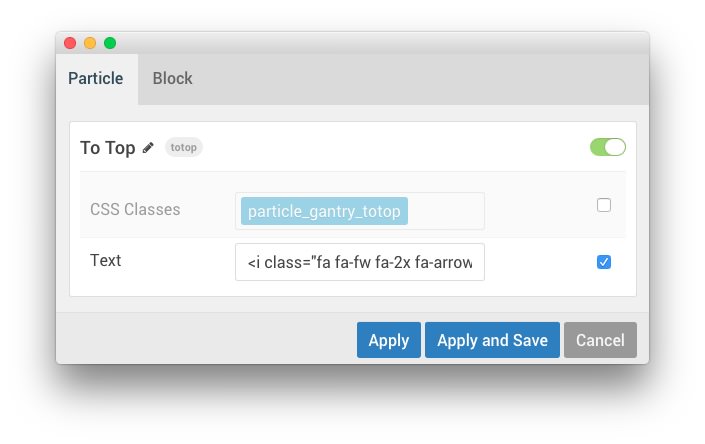 Particle Block
To Top totop
CSS Classes particle_gantry_totop
Text <i class="fa fa-fw fa-2x fa-arrow
Apply Apply and Save Cancel